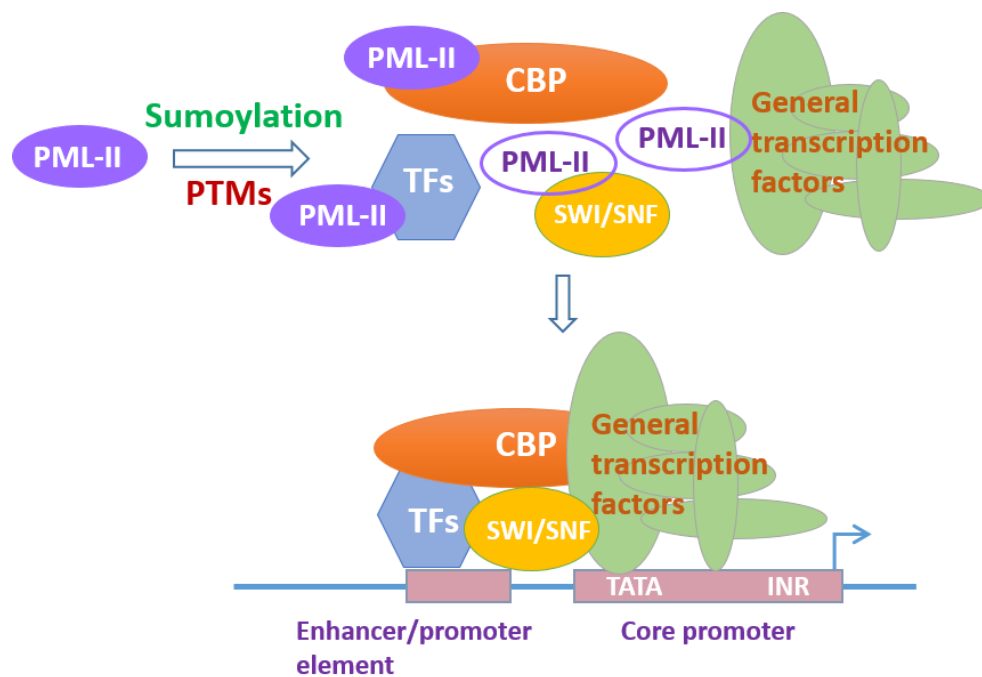 PML-II
Sumoylation
PTMs
PML-II
CBP
PML-II
TFs
PML-II
SWI/SNF
PML-II
General
transcription
factors
CBP
TFs
SWI/SNF
General
transcription
factors
TATA
INR
Enhancer/promoter
element
Core promoter